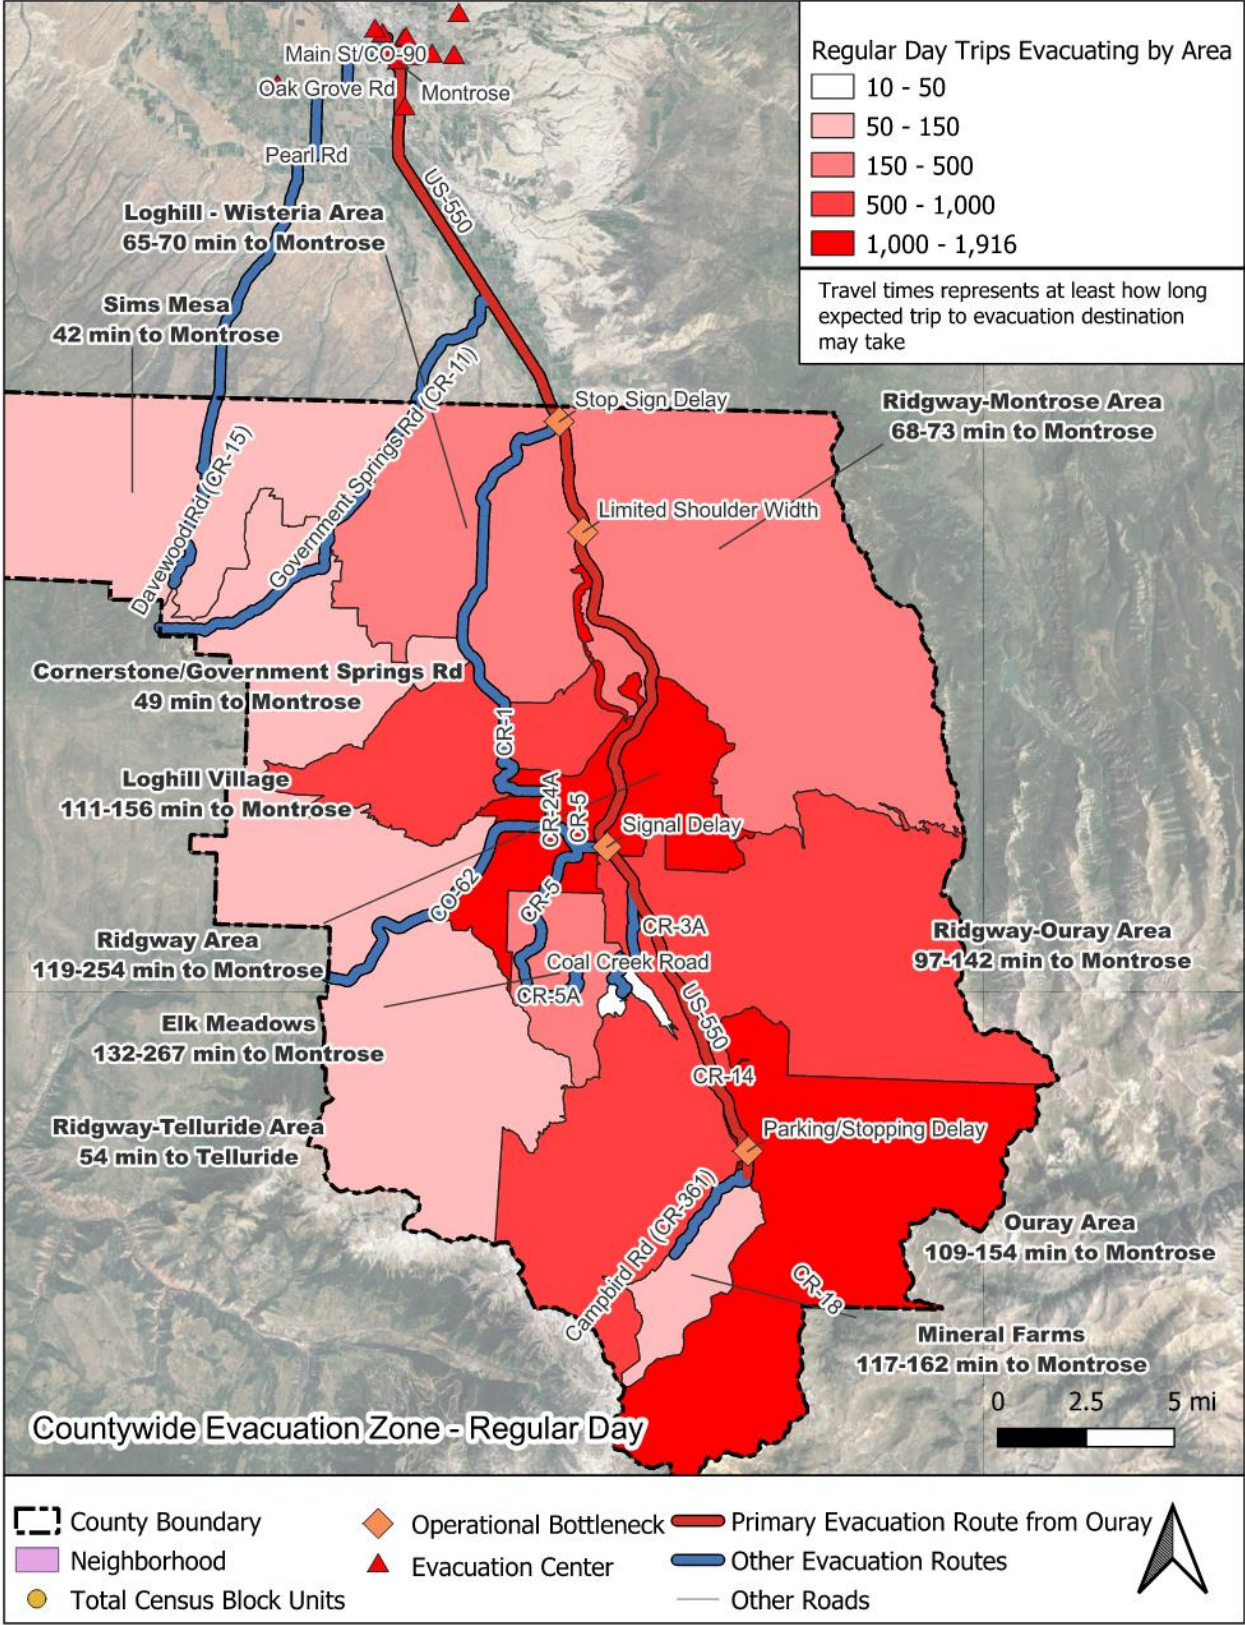 Main St/CO-90
Oak Grove Rd
Montrose
Pearl Rd
US-550
Regular Day Trips Evacuating by Area
10 - 50
50 - 150
150 - 500
500 - 1,000
1,000 - 1,916
Travel times represents at least how long
expected trip to evacuation destination
may take
Loghill - Wisteria Area
65-70 min to Montrose
Sims Mesa
42 min to Montrose
Stop Sign Delay
Ridgway-Montrose Area
68-73 min to Montrose
Davewood Rd (CR-15)
Government Springs Rd (CR-11)
Limited Shoulder Width
Cornerstone/Government Springs Rd
49 min to Montrose
CR-1
Loghill Village
111-156 min to Montrose
CR-24A
CR-5
Signal Delay
CO-62
CR-5
CR-3A
Ridgway Area
119-254 min to Montrose
Ridgway-Ouray Area
97-142 min to Montrose
Coal Creek Road
CR-5A
US-550
Elk Meadows
132-267 min to Montrose
CR-14
Ridgway-Telluride Area
54 min to Telluride
Parking/Stopping Delay
Campbird Rd (CR-361)
Ouray Area
109-154 min to Montrose
CR-18
Mineral Farms
117-162 min to Montrose
0 2.5 5 mi
Countywide Evacuation Zone - Regular Day
County Boundary
Neighborhood
Total Census Block Units
Operational Bottleneck
Evacuation Center
Primary Evacuation Route from Ouray
Other Evacuation Routes
Other Roads